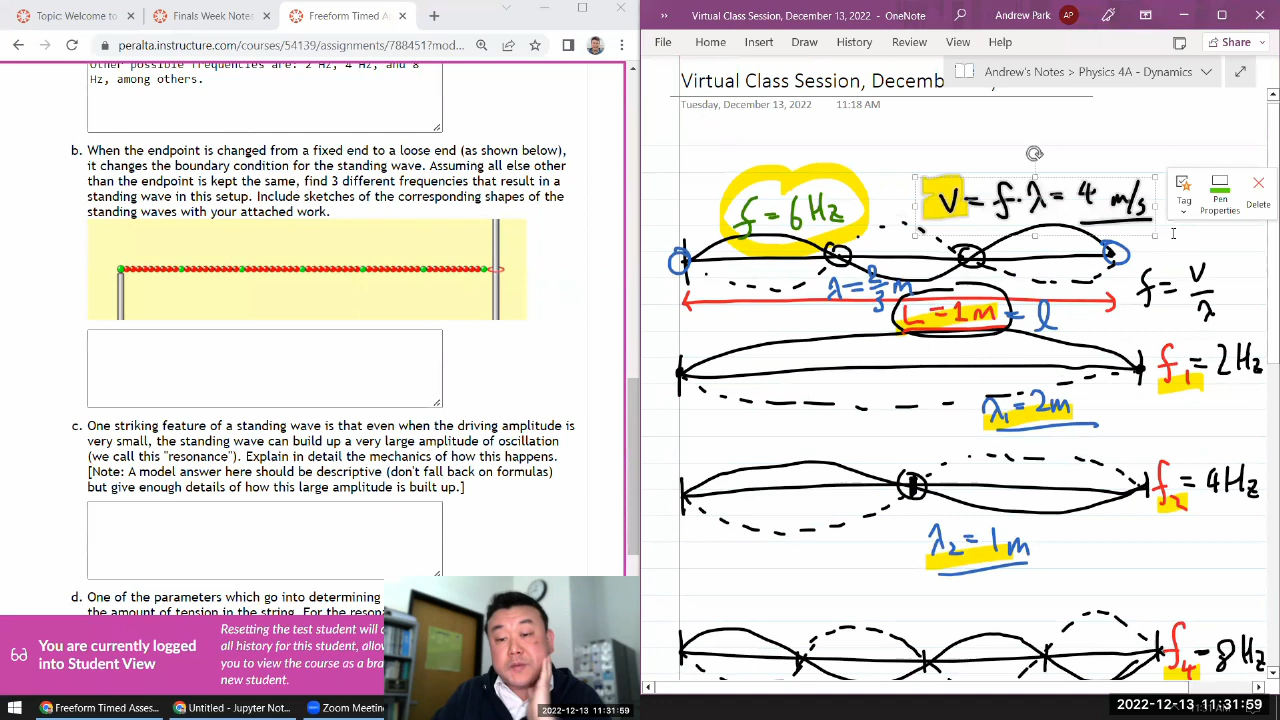 Topic: Welcome to
Finals Week Notes
Freeform Timed A
Virtual Class Session, December 13, 2022 - OneNote
Andrew Park
AP
peralta.instructure.com/courses/54139/assignments/788451?mod...
File
Home
Insert
Draw
History
Review
View
Help
Share
Andrew's Notes > Physics 4A - Dynamics
Other possible frequencies are: 2 Hz, 4 Hz, and 8
Hz, among others.
b. When the endpoint is changed from a fixed end to a loose end (as shown below),
it changes the boundary condition for the standing wave. Assuming all else other
than the endpoint is kept the same, find 3 different frequencies that result in a
standing wave in this setup. Include sketches of the corresponding shapes of the
standing waves with your attached work.
c. One striking feature of a standing wave is that even when the driving amplitude is
very small, the standing wave can build up a very large amplitude of oscillation
(we call this "resonance"). Explain in detail the mechanics of how this happens.
[Note: A model answer here should be descriptive (don't fall back on formulas)
but give enough details of how this large amplitude is built up.]
d. One of the parameters which go into determining
the amount of tension in the string. For the reson
You are currently logged
into Student View
Resetting the test student will
all history for this student, allow
you to view the course as a bra
new student.
Virtual Class Session, December
Tuesday, December 13, 2022 11:18 AM
Tag
Pen
Properties
Delete
f = 6 Hz
v = f · λ = 4 m/s
λ = 2/3 m
L = 1m = l
f = v/λ
f₁ = 2 Hz
λ₁ = 2m
f₂ = 4 Hz
λ₂ = 1m
f₄ = 8 Hz
Freeform Timed Asses...
Untitled - Jupyter Not...
Zoom Meeting
2022-12-13 11:31:59
2022-12-13 11:31:59